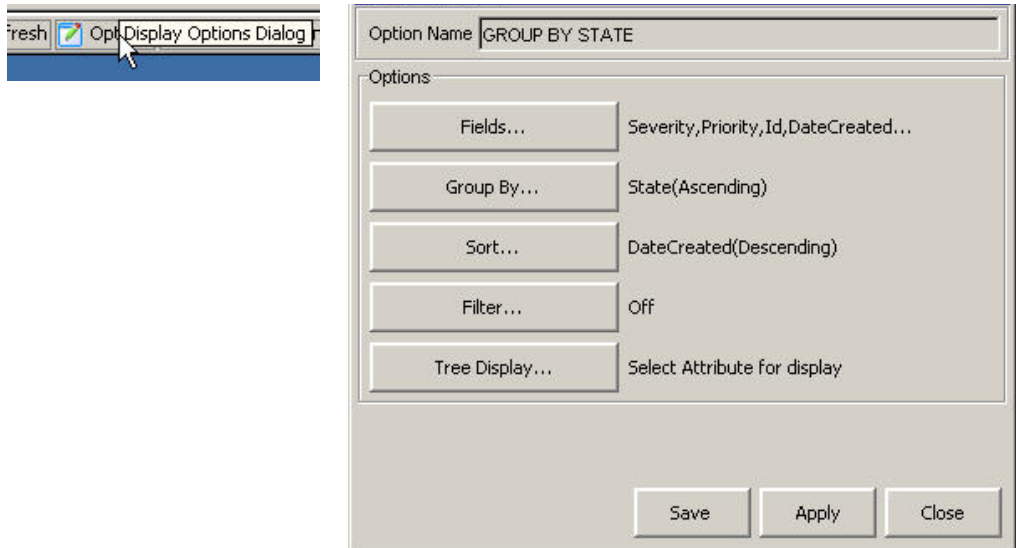 fresh Opt Display Options Dialog
Option Name GROUP BY STATE
Options
Fields... Severity,Priority,Id,DateCreated...
Group By... State(Ascending)
Sort... DateCreated(Descending)
Filter... Off
Tree Display... Select Attribute for display
Save Apply Close